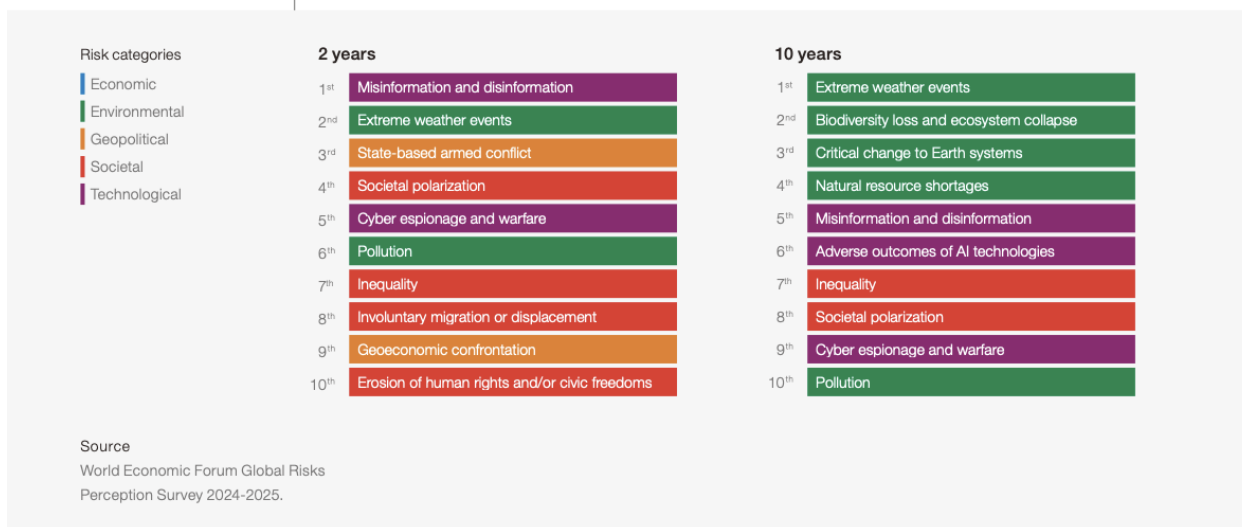 Risk categories
Economic
Environmental
Geopolitical
Societal
Technological
2 years
1st Misinformation and disinformation
2nd Extreme weather events
3rd State-based armed conflict
4th Societal polarization
5th Cyber espionage and warfare
6th Pollution
7th Inequality
8th Involuntary migration or displacement
9th Geoeconomic confrontation
10th Erosion of human rights and/or civic freedoms
10 years
1st Extreme weather events
2nd Biodiversity loss and ecosystem collapse
3rd Critical change to Earth systems
4th Natural resource shortages
5th Misinformation and disinformation
6th Adverse outcomes of AI technologies
7th Inequality
8th Societal polarization
9th Cyber espionage and warfare
10th Pollution
Source
World Economic Forum Global Risks
Perception Survey 2024-2025.